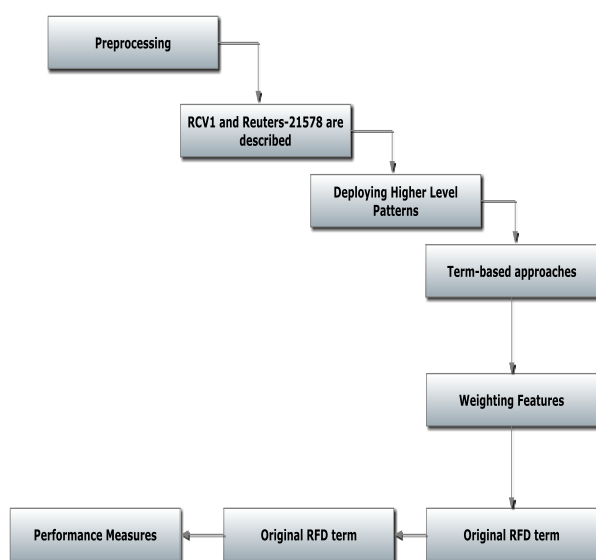 Preprocessing
RCV1 and Reuters-21578 are
described
Deploying Higher Level
Patterns
Term-based approaches
Weighting Features
Original RFD term
Original RFD term
Performance Measures